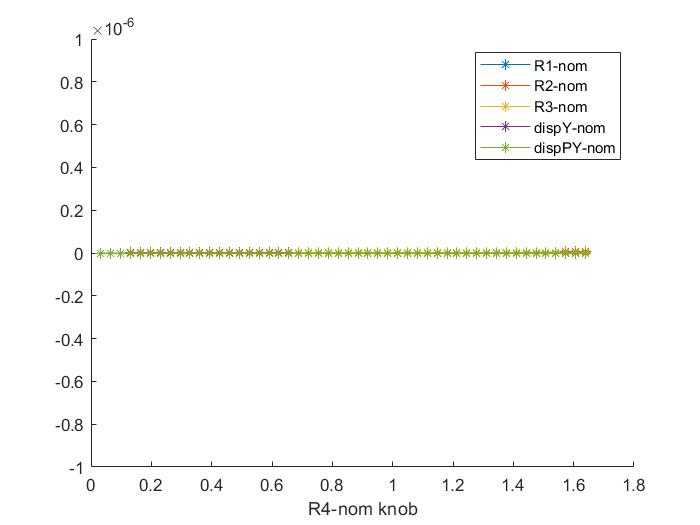 ×10-6
1
0.8
0.6
0.4
0.2
0
-0.2
-0.4
-0.6
-0.8
-1
0 0.2 0.4 0.6 0.8 1 1.2 1.4 1.6 1.8
R4-nom knob
R1-nom
R2-nom
R3-nom
dispY-nom
dispPY-nom